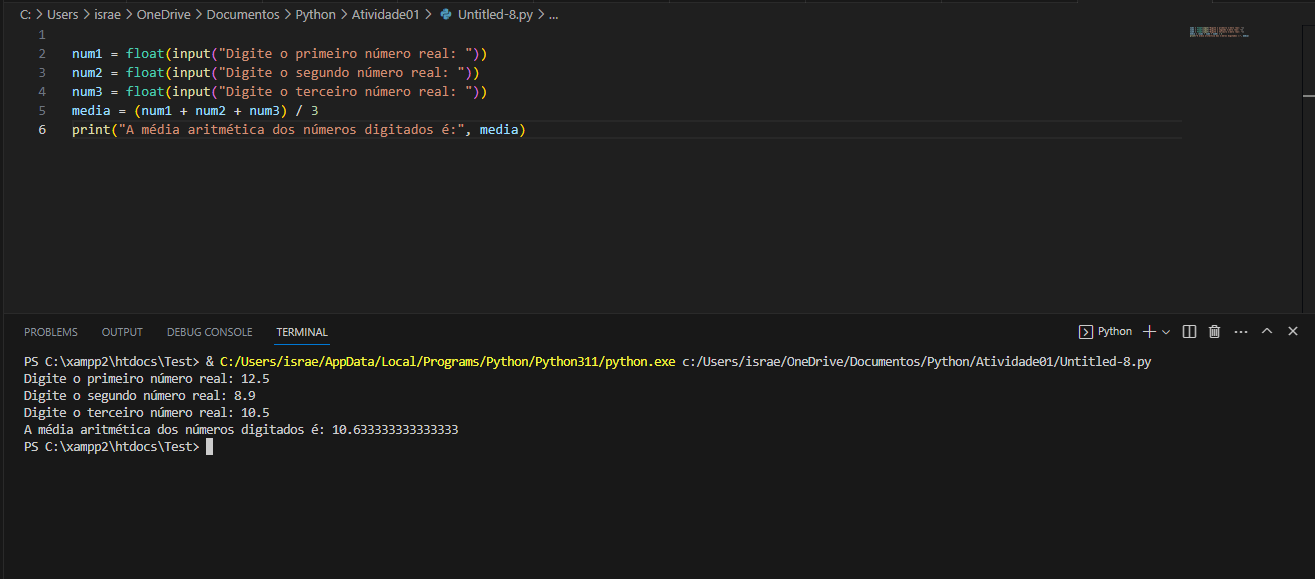 C: > Users > israe > OneDrive > Documentos > Python > Atividade01 > Untitled-8.py > ...
1
2 num1 = float(input("Digite o primeiro número real: "))
3 num2 = float(input("Digite o segundo número real: "))
4 num3 = float(input("Digite o terceiro número real: "))
5 media = (num1 + num2 + num3) / 3
6 print("A média aritmética dos números digitados é:", media)
PROBLEMS OUTPUT DEBUG CONSOLE TERMINAL Python
PS C:\xampp2\htdocs\Test> & C:/Users/israe/AppData/Local/Programs/Python/Python311/python.exe c:/Users/israe/OneDrive/Documentos/Python/Atividade01/Untitled-8.py
Digite o primeiro número real: 12.5
Digite o segundo número real: 8.9
Digite o terceiro número real: 10.5
A média aritmética dos números digitados é: 10.633333333333333
PS C:\xampp2\htdocs\Test>